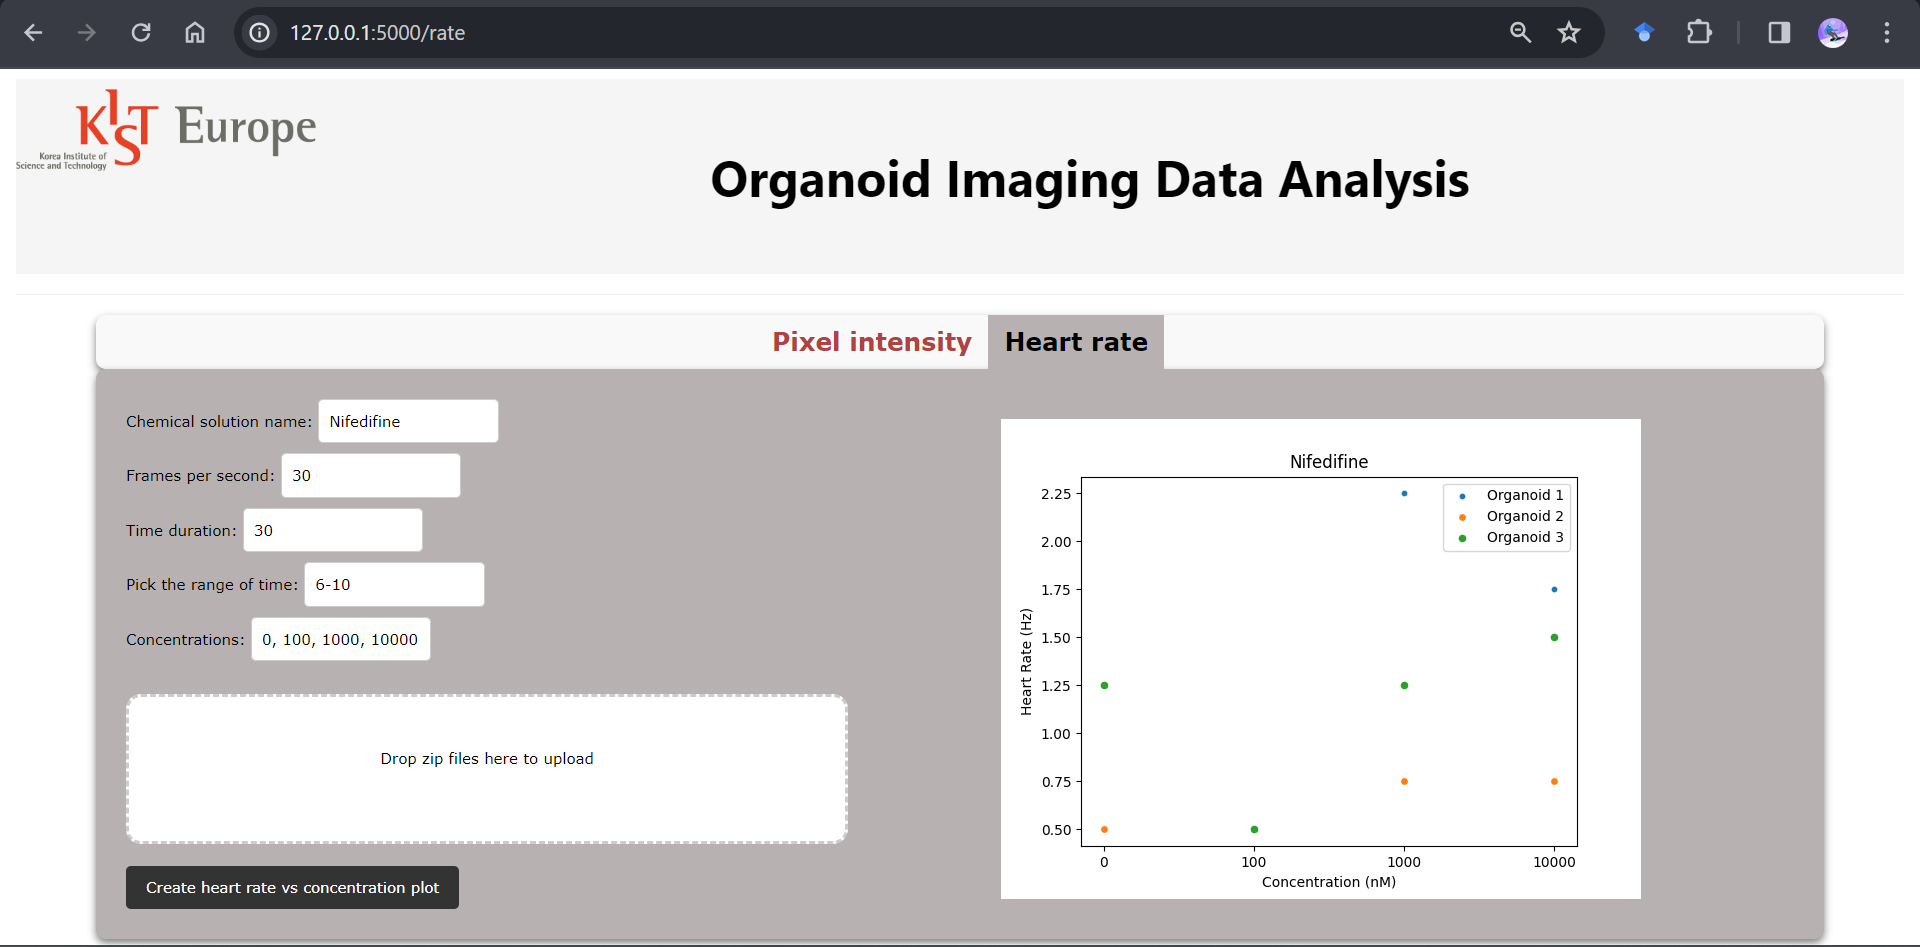 127.0.0.1:5000/rate
KIST Europe
Korea Institute of
Science and Technology
Organoid Imaging Data Analysis
Pixel intensity
Heart rate
Chemical solution name: Nifedifine
Frames per second: 30
Time duration: 30
Pick the range of time: 6-10
Concentrations: 0, 100, 1000, 10000
Drop zip files here to upload
Create heart rate vs concentration plot
Nifedifine
Organoid 1
Organoid 2
Organoid 3
2.25
2.00
1.75
1.50
1.25
1.00
0.75
0.50
Heart Rate (Hz)
0 100 1000 10000
Concentration (nM)